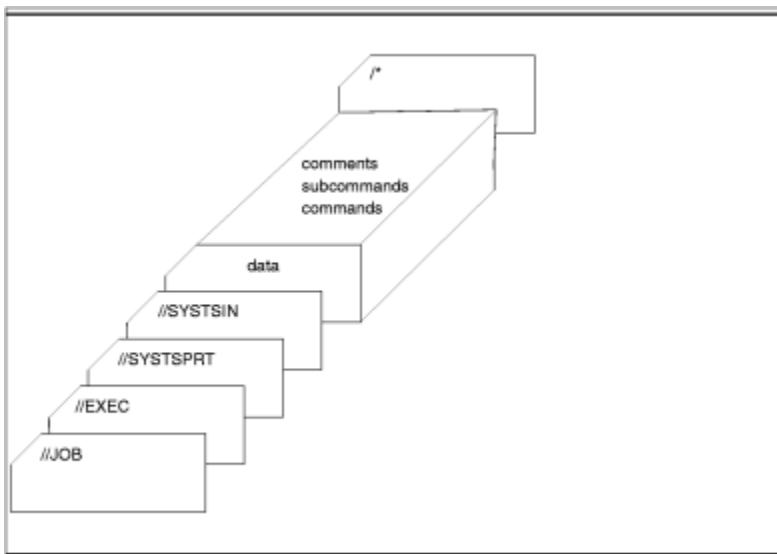 /*
comments
subcommands
commands
data
//SYSTSIN
//SYSTSPRT
//EXEC
//JOB